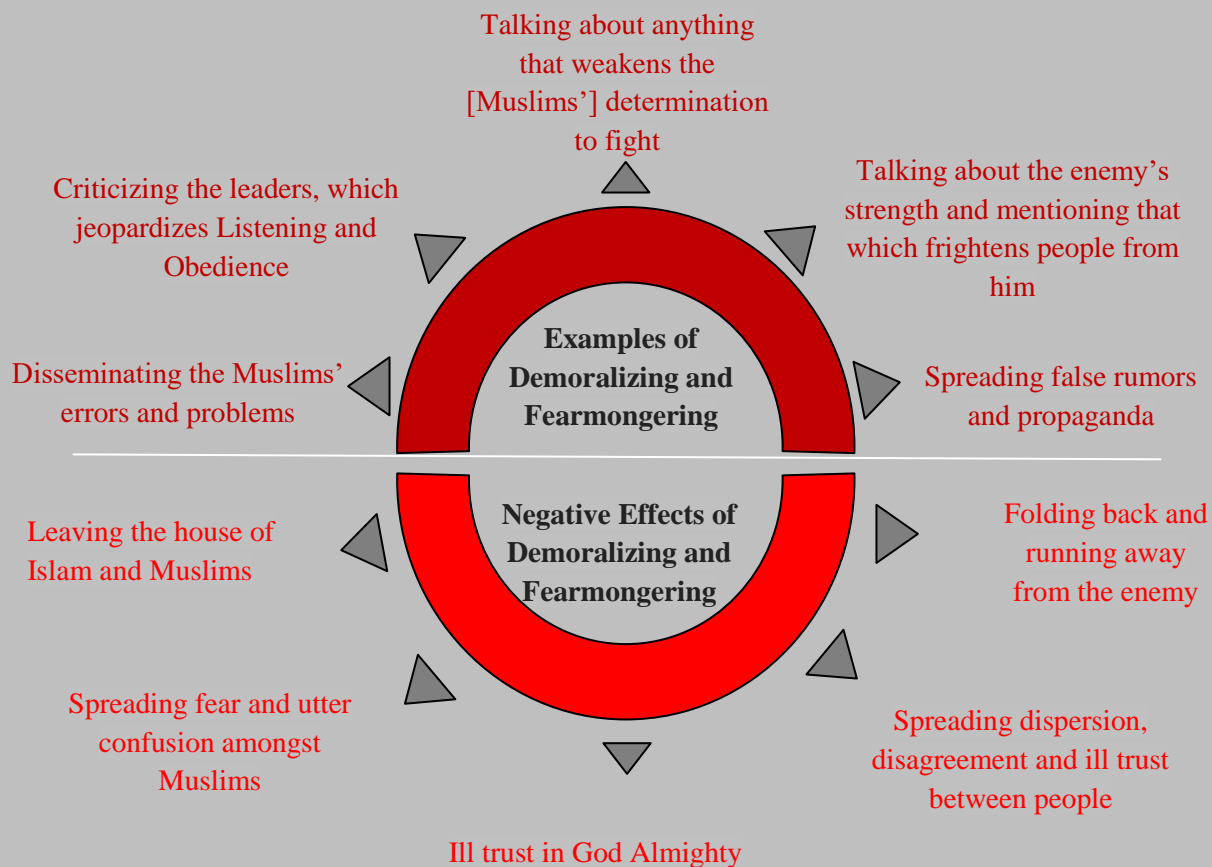 Talking about anything
that weakens the
[Muslims’] determination
to fight
Criticizing the leaders, which
jeopardizes Listening and
Obedience
Talking about the enemy’s
strength and mentioning that
which frightens people from
him
Disseminating the Muslims’
errors and problems
Examples of
Demoralizing and
Fearmongering
Spreading false rumors
and propaganda
Leaving the house of
Islam and Muslims
Negative Effects of
Demoralizing and
Fearmongering
Folding back and
running away
from the enemy
Spreading fear and utter
confusion amongst
Muslims
Spreading dispersion,
disagreement and ill trust
between people
Ill trust in God Almighty